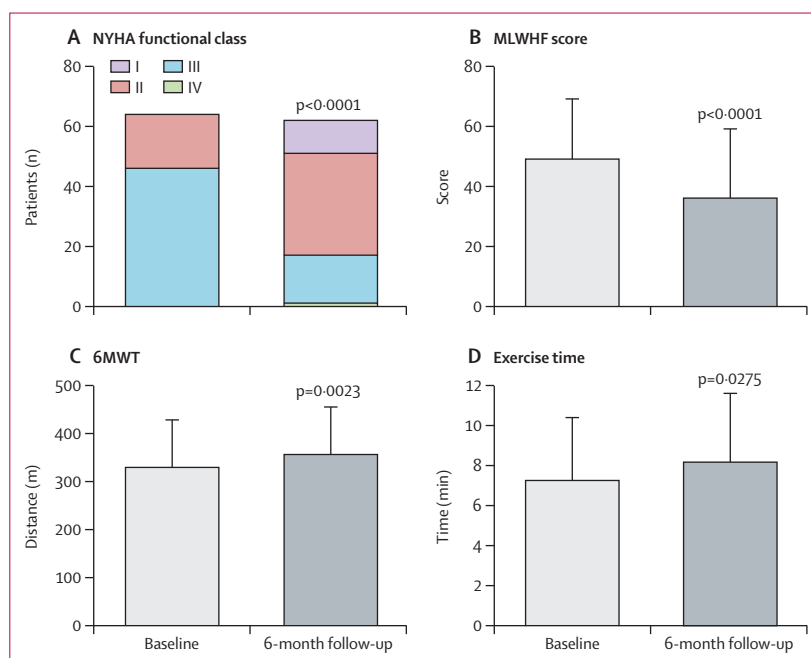 A NYHA functional class
80
60
40
20
0
Patients (n)
I
III
II
IV
p<0·0001
B MLWHF score
80
60
40
20
0
Score
p<0·0001
C 6MWT
500
400
300
200
100
0
Distance (m)
p=0·0023
Baseline
6-month follow-up
D Exercise time
12
10
8
6
4
2
0
Time (min)
p=0·0275
Baseline
6-month follow-up